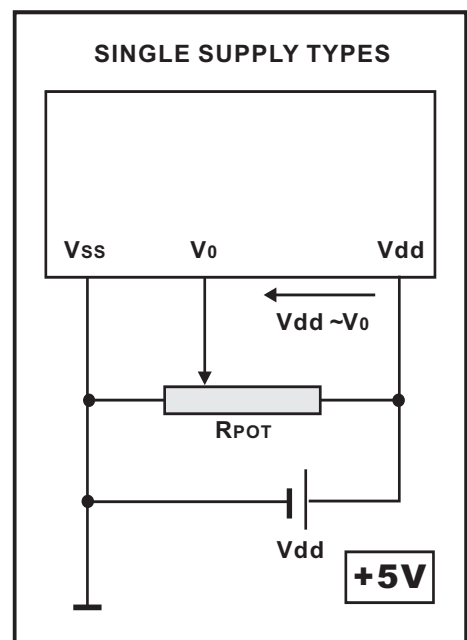 SINGLE SUPPLY TYPES
Vss V0 Vdd
Vdd ~V0
RPOT
Vdd
+5V